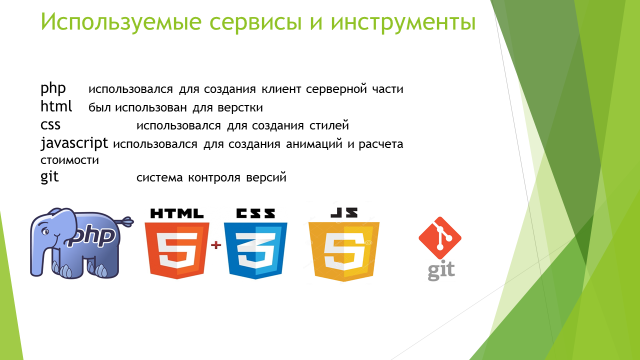 Используемые сервисы и инструменты
php использовался для создания клиент серверной части
html был использован для верстки
css использовался для создания стилей
javascript использовался для создания анимаций и расчета
стоимости
git система контроля версий
php
HTML
5
+
CSS
3
JS
5
git